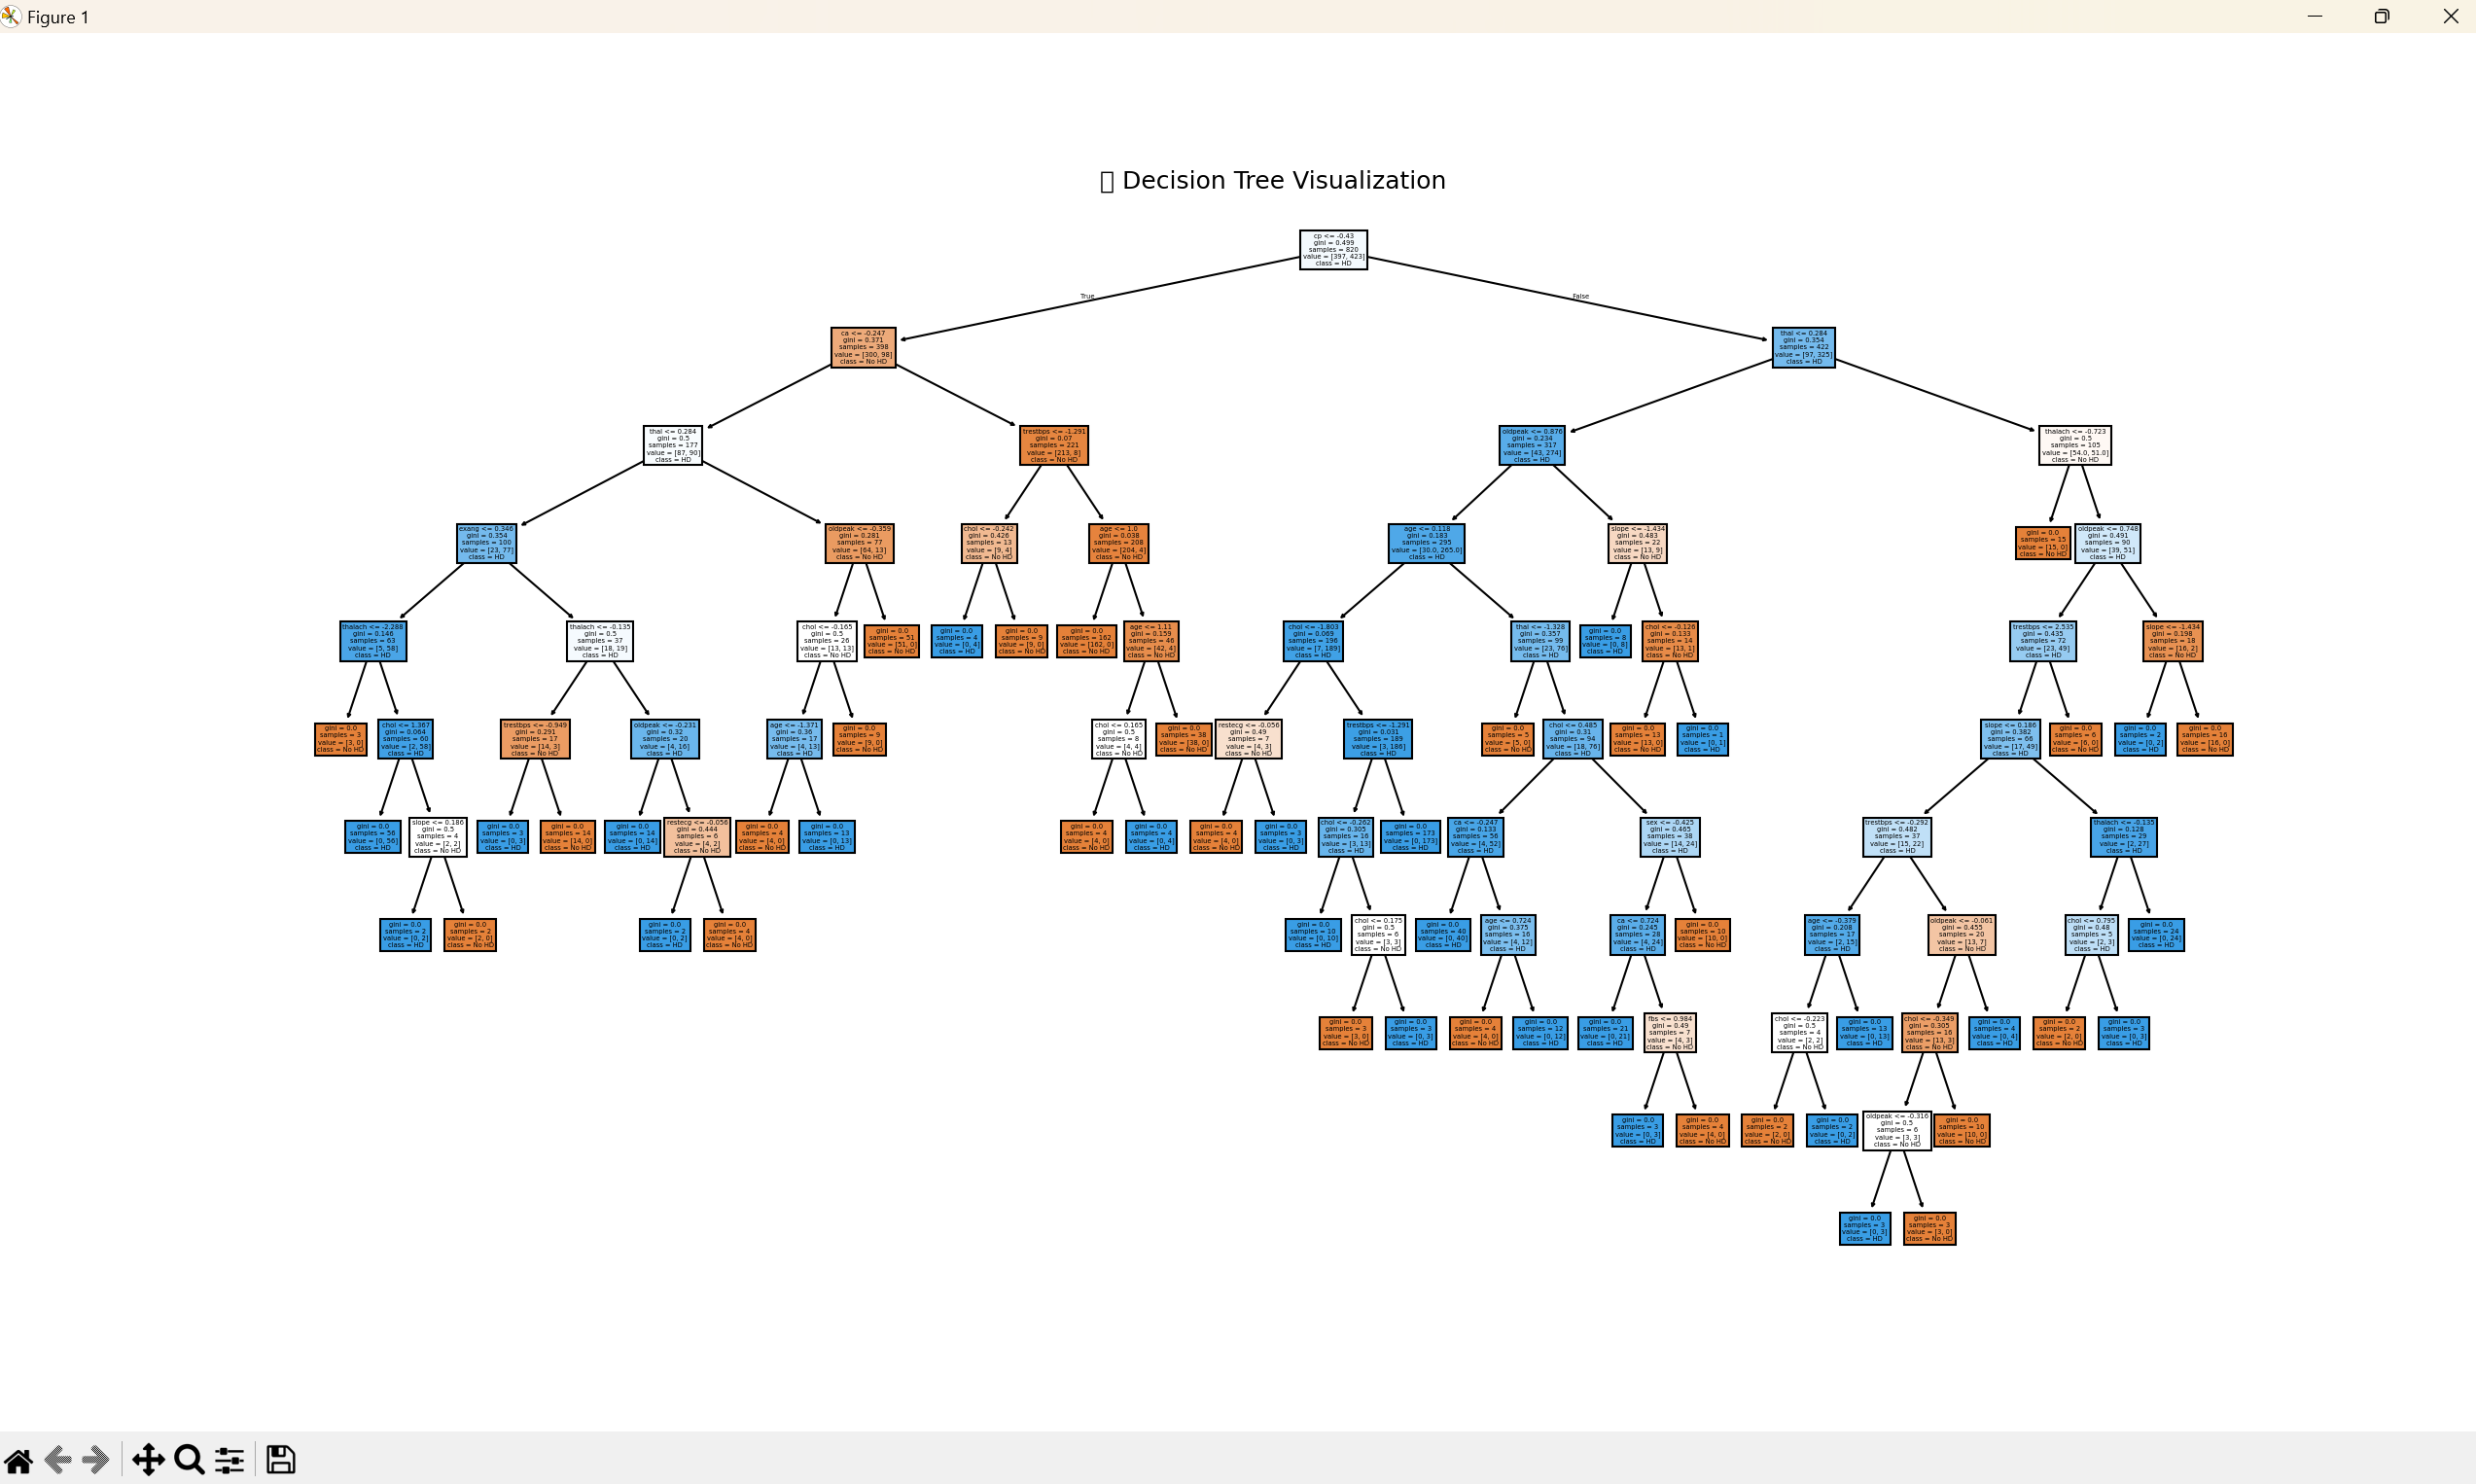 Figure 1
Decision Tree Visualization
cp <= -0.43
gini = 0.499
samples = 820
value = [397, 423]
class = HD
True
False
ca <= -0.247
gini = 0.371
samples = 398
value = [300, 98]
class = No HD
thal <= 0.284
gini = 0.354
samples = 422
value = [97, 325]
class = HD
thal <= 0.284
gini = 0.5
samples = 177
value = [87, 90]
class = HD
trestbps <= -1.291
gini = 0.07
samples = 221
value = [213, 8]
class = No HD
oldpeak <= 0.876
gini = 0.234
samples = 317
value = [43, 274]
class = HD
thalach <= -0.723
gini = 0.5
samples = 105
value = [54.0, 51.0]
class = No HD
exang <= 0.346
gini = 0.354
samples = 100
value = [23, 77]
class = HD
oldpeak <= -0.359
gini = 0.281
samples = 77
value = [64, 13]
class = No HD
chol <= -0.242
gini = 0.426
samples = 13
value = [9, 4]
class = No HD
age <= 1.0
gini = 0.038
samples = 208
value = [204, 4]
class = No HD
age <= 0.118
gini = 0.183
samples = 295
value = [30.0, 265.0]
class = HD
slope <= -1.434
gini = 0.483
samples = 22
value = [13, 9]
class = No HD
gini = 0.0
samples = 15
value = [15, 0]
class = No HD
oldpeak <= 0.748
gini = 0.491
samples = 90
value = [39, 51]
class = HD
thalach <= -2.288
gini = 0.146
samples = 63
value = [5, 58]
class = HD
thalach <= -0.135
gini = 0.5
samples = 37
value = [18, 19]
class = HD
chol <= -0.165
gini = 0.5
samples = 26
value = [13, 13]
class = No HD
gini = 0.0
samples = 51
value = [51, 0]
class = No HD
gini = 0.0
samples = 4
value = [0, 4]
class = HD
gini = 0.0
samples = 9
value = [9, 0]
class = No HD
gini = 0.0
samples = 162
value = [162, 0]
class = No HD
age <= 1.11
gini = 0.159
samples = 46
value = [42, 4]
class = No HD
chol <= -1.803
gini = 0.069
samples = 196
value = [7, 189]
class = HD
thal <= -1.328
gini = 0.357
samples = 99
value = [23, 76]
class = HD
gini = 0.0
samples = 8
value = [0, 8]
class = HD
chol <= -0.126
gini = 0.133
samples = 14
value = [13, 1]
class = No HD
trestbps <= 2.535
gini = 0.435
samples = 72
value = [23, 49]
class = HD
slope <= -1.434
gini = 0.198
samples = 18
value = [16, 2]
class = No HD
gini = 0.0
samples = 3
value = [3, 0]
class = No HD
chol <= 1.367
gini = 0.064
samples = 60
value = [2, 58]
class = HD
trestbps <= -0.949
gini = 0.291
samples = 17
value = [14, 3]
class = No HD
oldpeak <= -0.231
gini = 0.32
samples = 20
value = [4, 16]
class = HD
age <= -1.371
gini = 0.36
samples = 17
value = [4, 13]
class = HD
gini = 0.0
samples = 9
value = [9, 0]
class = No HD
chol <= 0.165
gini = 0.5
samples = 8
value = [4, 4]
class = No HD
gini = 0.0
samples = 38
value = [38, 0]
class = No HD
restecg <= -0.056
gini = 0.49
samples = 7
value = [4, 3]
class = No HD
trestbps <= -1.291
gini = 0.031
samples = 189
value = [3, 186]
class = HD
gini = 0.0
samples = 5
value = [5, 0]
class = No HD
chol <= 0.485
gini = 0.31
samples = 94
value = [18, 76]
class = HD
gini = 0.0
samples = 13
value = [13, 0]
class = No HD
gini = 0.0
samples = 1
value = [0, 1]
class = HD
slope <= 0.186
gini = 0.382
samples = 66
value = [17, 49]
class = HD
gini = 0.0
samples = 6
value = [6, 0]
class = No HD
gini = 0.0
samples = 2
value = [0, 2]
class = HD
gini = 0.0
samples = 16
value = [16, 0]
class = No HD
gini = 0.0
samples = 56
value = [0, 56]
class = HD
slope <= 0.186
gini = 0.5
samples = 4
value = [2, 2]
class = No HD
gini = 0.0
samples = 3
value = [0, 3]
class = HD
gini = 0.0
samples = 14
value = [14, 0]
class = No HD
gini = 0.0
samples = 14
value = [0, 14]
class = HD
restecg <= -0.056
gini = 0.444
samples = 6
value = [4, 2]
class = No HD
gini = 0.0
samples = 4
value = [4, 0]
class = No HD
gini = 0.0
samples = 13
value = [0, 13]
class = HD
gini = 0.0
samples = 4
value = [4, 0]
class = No HD
gini = 0.0
samples = 4
value = [0, 4]
class = HD
gini = 0.0
samples = 4
value = [4, 0]
class = No HD
gini = 0.0
samples = 3
value = [0, 3]
class = HD
chol <= -0.262
gini = 0.305
samples = 16
value = [3, 13]
class = HD
gini = 0.0
samples = 173
value = [0, 173]
class = HD
ca <= -0.247
gini = 0.133
samples = 56
value = [4, 52]
class = HD
sex <= -0.425
gini = 0.465
samples = 38
value = [14, 24]
class = HD
trestbps <= -0.292
gini = 0.482
samples = 37
value = [15, 22]
class = HD
thalach <= -0.135
gini = 0.128
samples = 29
value = [2, 27]
class = HD
gini = 0.0
samples = 2
value = [0, 2]
class = HD
gini = 0.0
samples = 2
value = [2, 0]
class = No HD
gini = 0.0
samples = 2
value = [0, 2]
class = HD
gini = 0.0
samples = 4
value = [4, 0]
class = No HD
gini = 0.0
samples = 10
value = [0, 10]
class = HD
chol <= 0.175
gini = 0.5
samples = 6
value = [3, 3]
class = No HD
gini = 0.0
samples = 40
value = [0, 40]
class = HD
age <= 0.724
gini = 0.375
samples = 16
value = [4, 12]
class = HD
ca <= 0.724
gini = 0.245
samples = 28
value = [4, 24]
class = HD
gini = 0.0
samples = 10
value = [10, 0]
class = No HD
age <= -0.379
gini = 0.208
samples = 17
value = [2, 15]
class = HD
oldpeak <= -0.061
gini = 0.455
samples = 20
value = [13, 7]
class = No HD
chol <= 0.795
gini = 0.48
samples = 5
value = [2, 3]
class = HD
gini = 0.0
samples = 24
value = [0, 24]
class = HD
gini = 0.0
samples = 3
value = [3, 0]
class = No HD
gini = 0.0
samples = 3
value = [0, 3]
class = HD
gini = 0.0
samples = 4
value = [4, 0]
class = No HD
gini = 0.0
samples = 12
value = [0, 12]
class = HD
gini = 0.0
samples = 21
value = [0, 21]
class = HD
fbs <= 0.984
gini = 0.49
samples = 7
value = [4, 3]
class = No HD
chol <= -0.223
gini = 0.5
samples = 4
value = [2, 2]
class = No HD
gini = 0.0
samples = 13
value = [0, 13]
class = HD
chol <= -0.349
gini = 0.305
samples = 16
value = [13, 3]
class = No HD
gini = 0.0
samples = 4
value = [0, 4]
class = HD
gini = 0.0
samples = 2
value = [2, 0]
class = No HD
gini = 0.0
samples = 3
value = [0, 3]
class = HD
gini = 0.0
samples = 3
value = [0, 3]
class = HD
gini = 0.0
samples = 4
value = [4, 0]
class = No HD
gini = 0.0
samples = 2
value = [2, 0]
class = No HD
gini = 0.0
samples = 2
value = [0, 2]
class = HD
oldpeak <= -0.316
gini = 0.5
samples = 6
value = [3, 3]
class = No HD
gini = 0.0
samples = 10
value = [10, 0]
class = No HD
gini = 0.0
samples = 3
value = [0, 3]
class = HD
gini = 0.0
samples = 3
value = [3, 0]
class = No HD